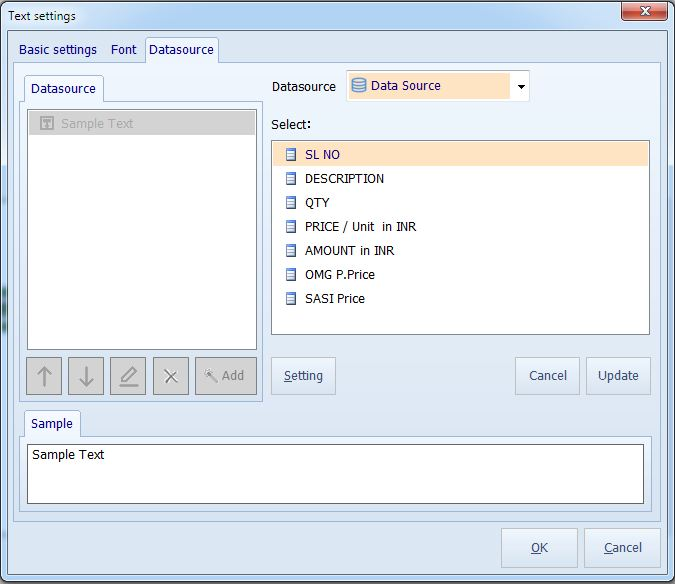 Text settings
Basic settings Font Datasource
Datasource
Datasource Data Source
Sample Text
Select:
SL NO
DESCRIPTION
QTY
PRICE / Unit  in INR
AMOUNT in INR
OMG P.Price
SASI Price
Add
Setting Cancel Update
Sample
Sample Text
OK Cancel